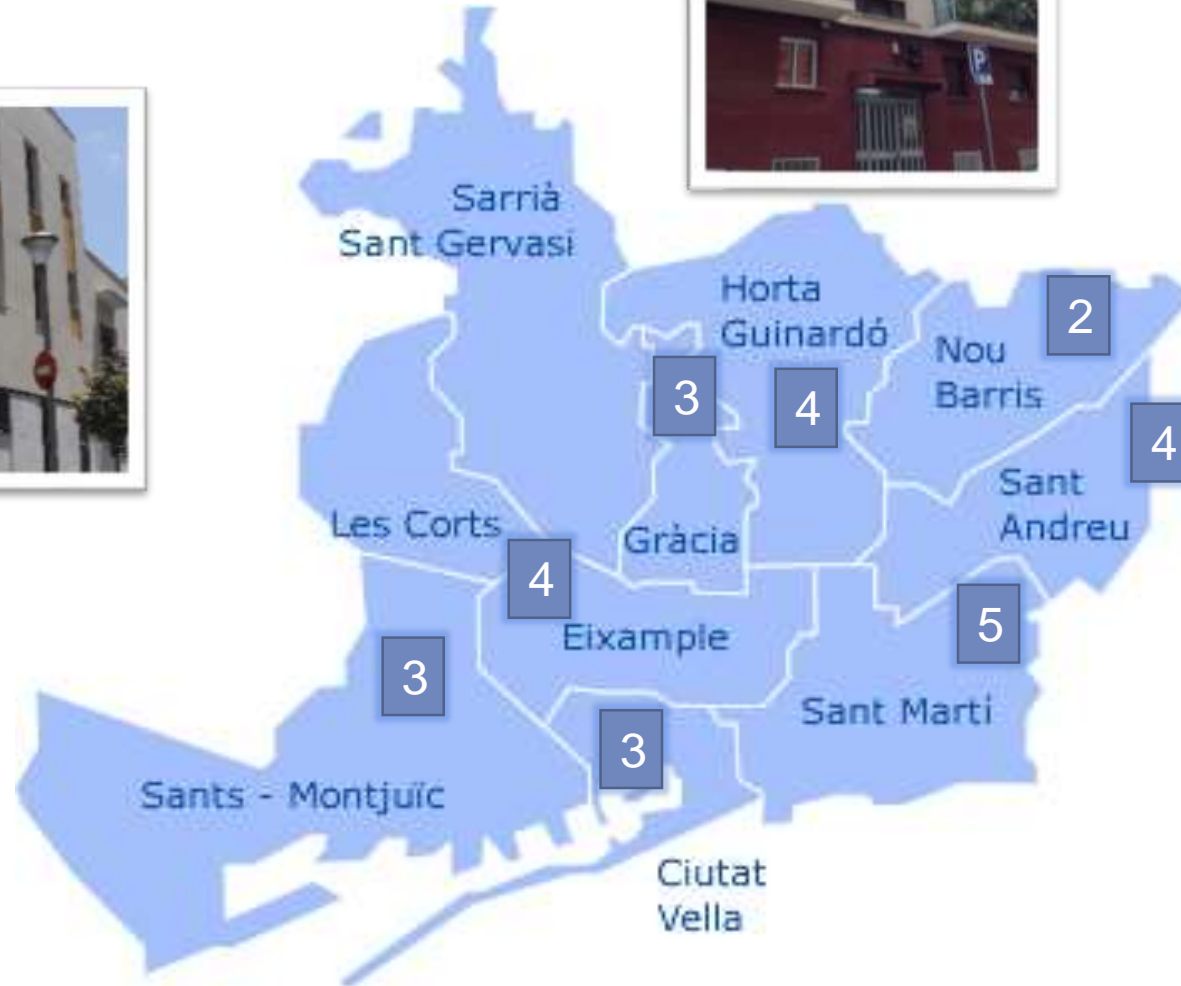 P
Sarrià
Sant Gervasi
Horta
Guinardó
Nou
Barris
2
3
4
4
Sant
Andreu
Les Corts
Gràcia
4
Eixample
5
3
Sant Martí
3
Sants - Montjuïc
Ciutat
Vella